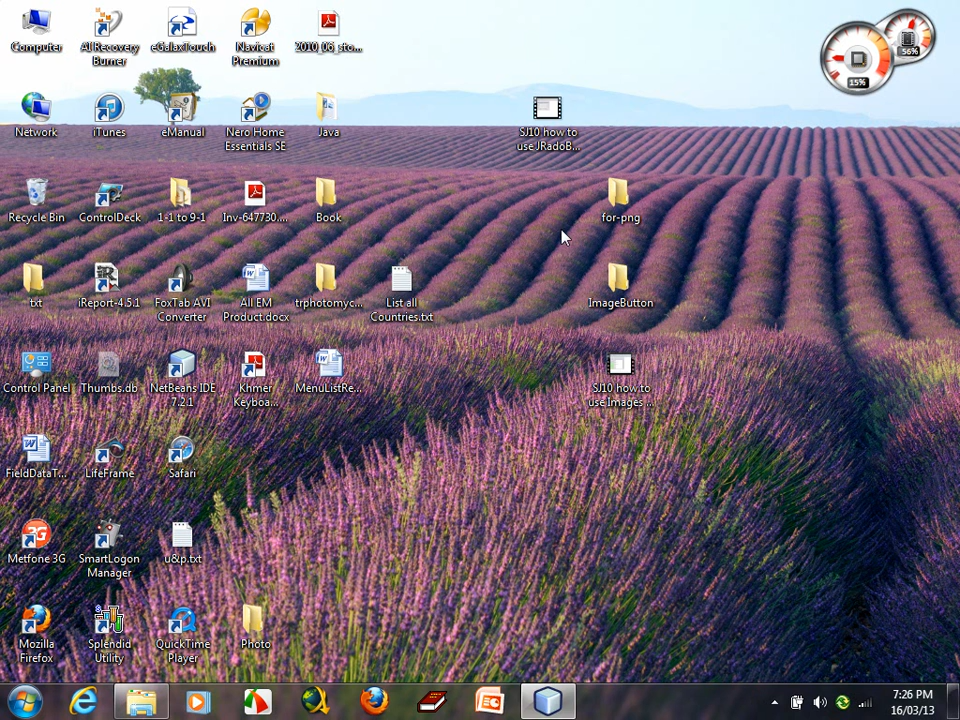 Computer
AI Recovery
Burner
eGalaxTouch
Navicat
Premium
2010_06_sto...
56%
15%
Network
iTunes
eManual
Nero Home
Essentials SE
Java
SJ10 how to
use JRadoB...
Recycle Bin
ControlDeck
1-1 to 9-1
Inv-647730....
Book
for-png
txt
iReport-4.5.1
FoxTab AVI
Converter
All EM
Product.docx
trphotomyc...
List all
Countries.txt
ImageButton
Control Panel
Thumbs.db
NetBeans IDE
7.2.1
Khmer
Keyboa...
MenuListRe...
SJ10 how to
use Images ...
FieldDataT...
LifeFrame
Safari
3G
Metfone 3G
SmartLogon
Manager
u&p.txt
Mozilla
Firefox
Splendid
Utility
QuickTime
Player
Photo
7:26 PM
16/03/13